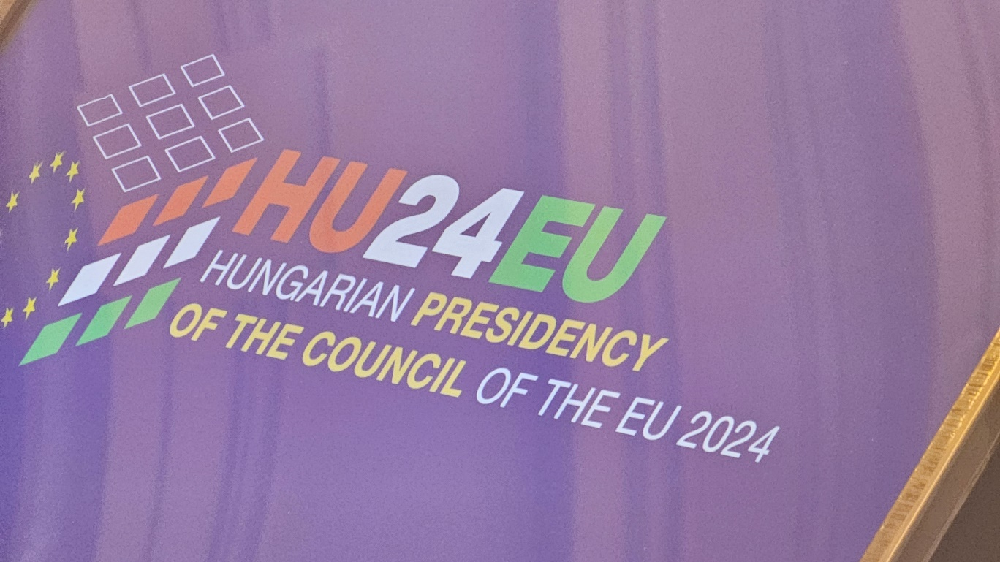 HU24EU
HUNGARIAN PRESIDENCY
OF THE COUNCIL OF THE EU 2024